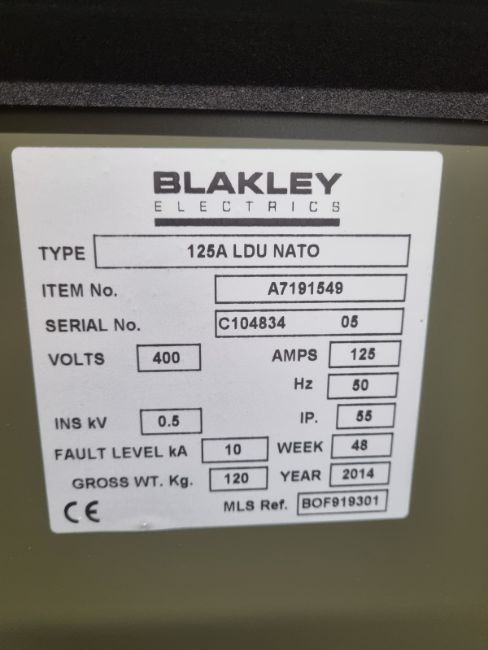 BLAKLEY
ELECTRICS
TYPE 125A LDU NATO
ITEM No. A7191549
SERIAL No. C104834 05
VOLTS 400 AMPS 125
Hz 50
INS kV 0.5 IP. 55
FAULT LEVEL kA 10 WEEK 48
GROSS WT. Kg. 120 YEAR 2014
CE MLS Ref. BOF919301